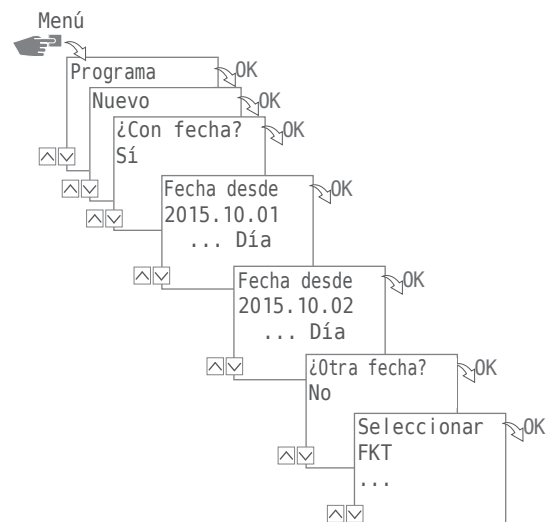 Menú
Programa
OK
Nuevo
OK
¿Con fecha?
OK
Sí
Fecha desde
OK
2015.10.01
... Día
Fecha desde
OK
2015.10.02
... Día
¿Otra fecha?
OK
No
Seleccionar
OK
FKT
...